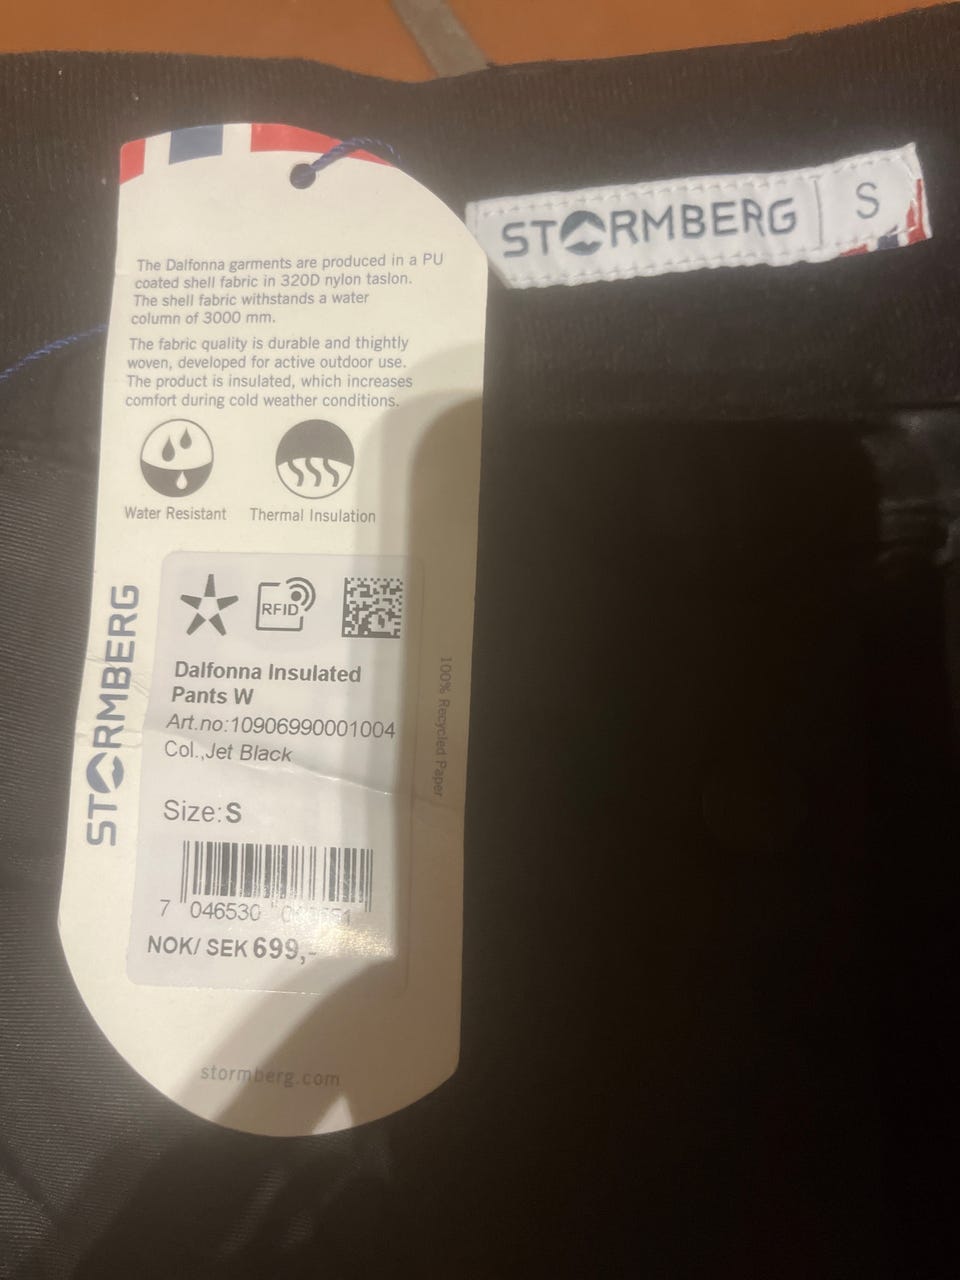 STORMBERG S
The Dalfonna garments are produced in a PU
coated shell fabric in 320D nylon taslon.
The shell fabric withstands a water
column of 3000 mm.
The fabric quality is durable and thightly
woven, developed for active outdoor use.
The product is insulated, which increases
comfort during cold weather conditions.
Water Resistant Thermal Insulation
STORMBERG
RFID
Dalfonna Insulated
Pants W
Art.no:10906990001004
Col.,Jet Black
Size: S
7 046530
NOK/ SEK 699,-
100% Recycled Paper
stormberg.com